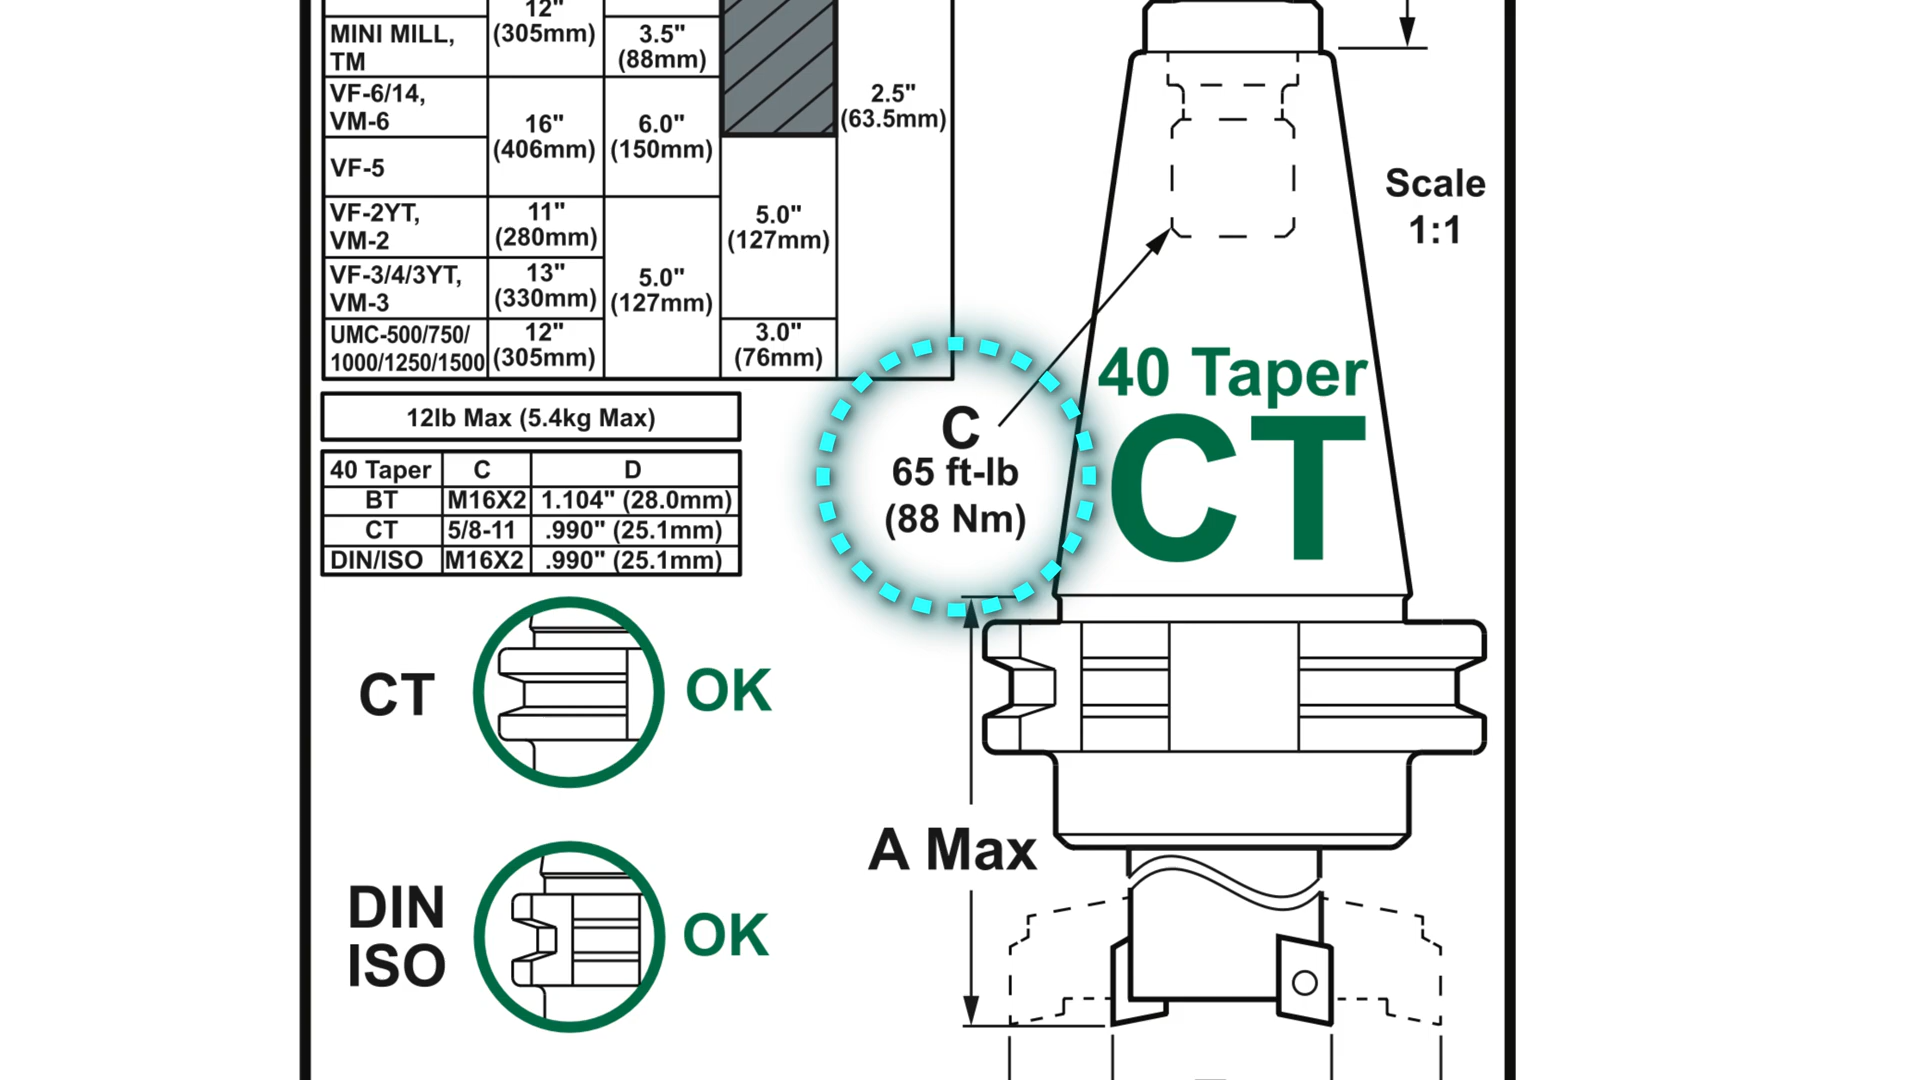 12"
(305mm)
MINI MILL,
TM
3.5"
(88mm)
VF-6/14,
VM-6
16"
(406mm)
6.0"
(150mm)
2.5"
(63.5mm)
VF-5
VF-2YT,
VM-2
11"
(280mm)
5.0"
(127mm)
VF-3/4/3YT,
VM-3
13"
(330mm)
5.0"
(127mm)
UMC-500/750/
1000/1250/1500
12"
(305mm)
3.0"
(76mm)
12lb Max (5.4kg Max)
40 Taper C D
BT M16X2 1.104" (28.0mm)
CT 5/8-11 .990" (25.1mm)
DIN/ISO M16X2 .990" (25.1mm)
CT OK
DIN
ISO
OK
Scale
1:1
C
65 ft-lb
(88 Nm)
40 Taper
CT
A Max